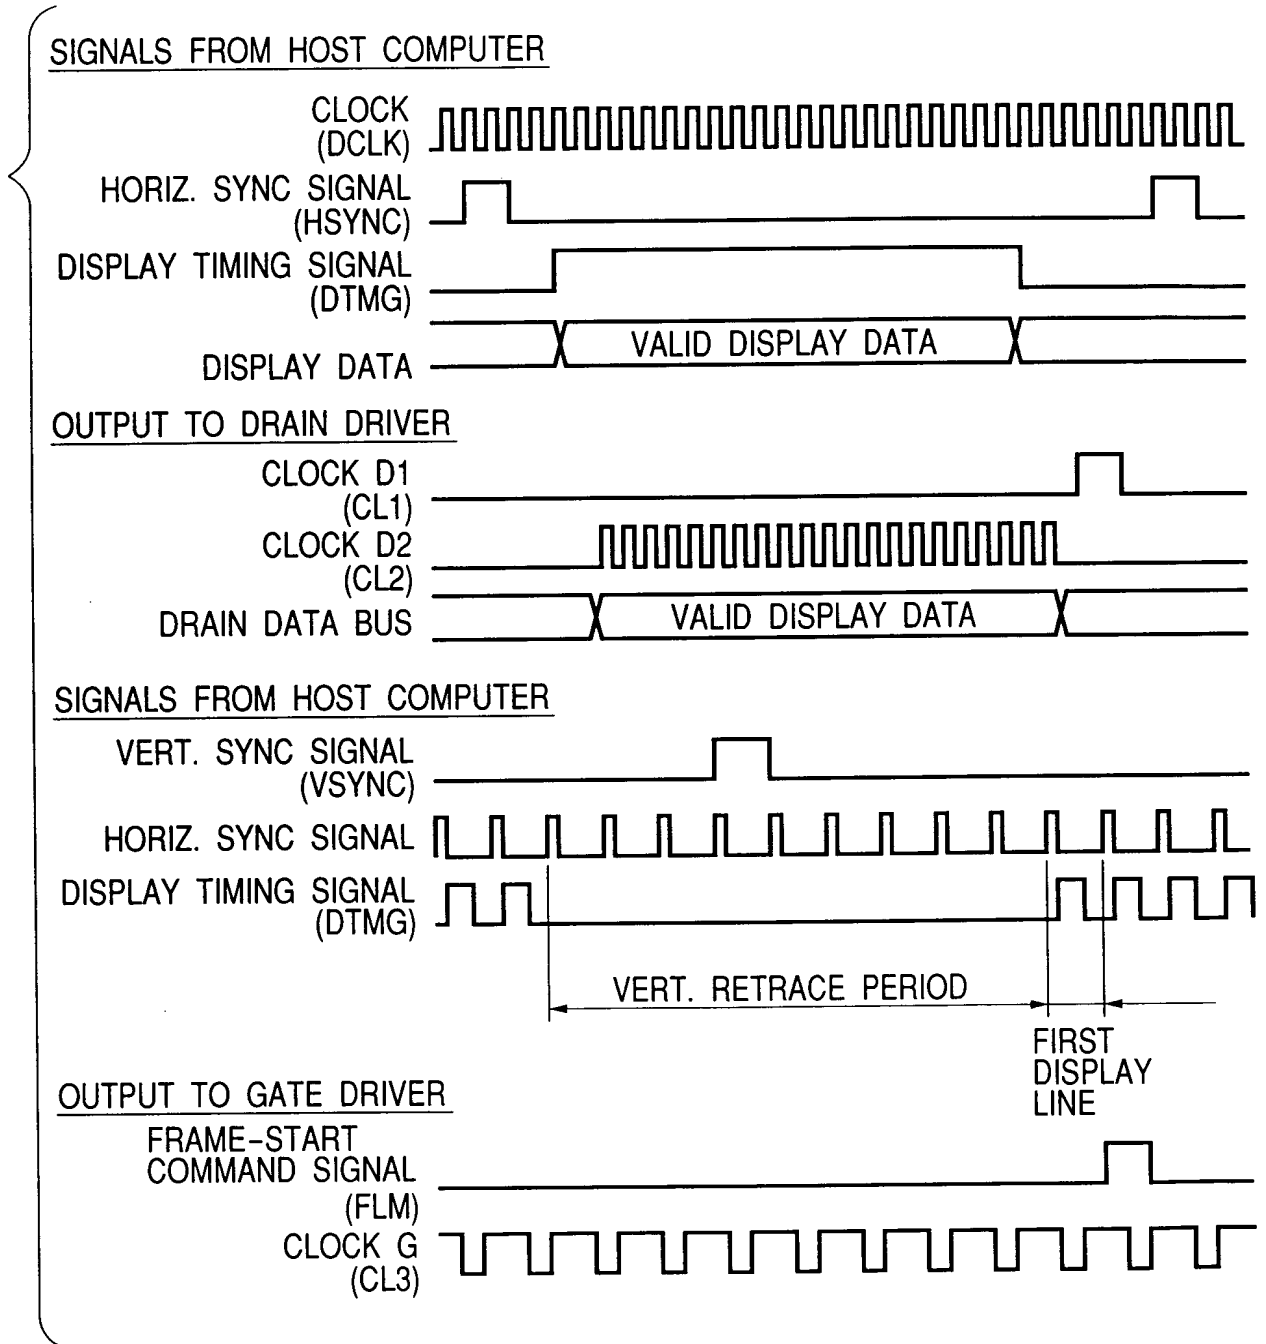 SIGNALS FROM HOST COMPUTER
CLOCK
(DCLK)
HORIZ. SYNC SIGNAL
(HSYNC)
DISPLAY TIMING SIGNAL
(DTMG)
DISPLAY DATA
VALID DISPLAY DATA
OUTPUT TO DRAIN DRIVER
CLOCK D1
(CL1)
CLOCK D2
(CL2)
DRAIN DATA BUS
VALID DISPLAY DATA
SIGNALS FROM HOST COMPUTER
VERT. SYNC SIGNAL
(VSYNC)
HORIZ. SYNC SIGNAL
DISPLAY TIMING SIGNAL
(DTMG)
VERT. RETRACE PERIOD
FIRST
DISPLAY
LINE
OUTPUT TO GATE DRIVER
FRAME-START
COMMAND SIGNAL
(FLM)
CLOCK G
(CL3)